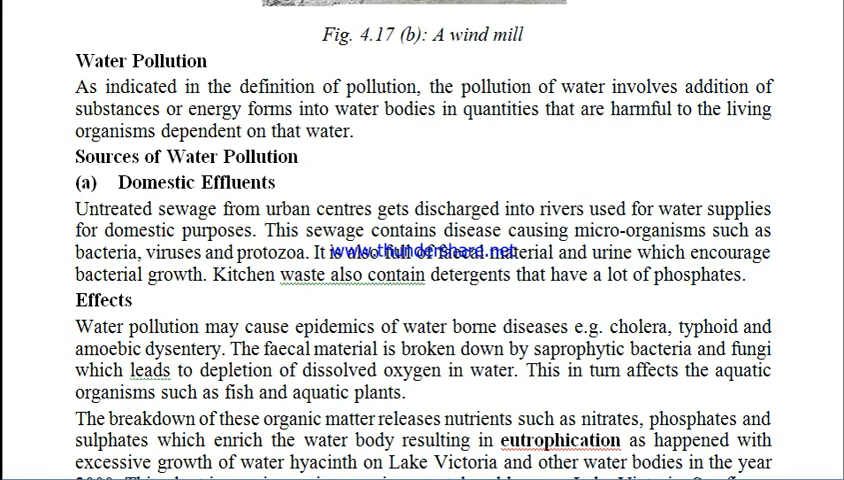 Fig. 4.17 (b): A wind mill
Water Pollution
As indicated in the definition of pollution, the pollution of water involves addition of
substances or energy forms into water bodies in quantities that are harmful to the living
organisms dependent on that water.
Sources of Water Pollution
(a) Domestic Effluents
Untreated sewage from urban centres gets discharged into rivers used for water supplies
for domestic purposes. This sewage contains disease causing micro-organisms such as
bacteria, viruses and protozoa. It is also full of faecal material and urine which encourage
www.thundershare.net
bacterial growth. Kitchen waste also contain detergents that have a lot of phosphates.
Effects
Water pollution may cause epidemics of water borne diseases e.g. cholera, typhoid and
amoebic dysentery. The faecal material is broken down by saprophytic bacteria and fungi
which leads to depletion of dissolved oxygen in water. This in turn affects the aquatic
organisms such as fish and aquatic plants.
The breakdown of these organic matter releases nutrients such as nitrates, phosphates and
sulphates which enrich the water body resulting in eutrophication as happened with
excessive growth of water hyacinth on Lake Victoria and other water bodies in the year